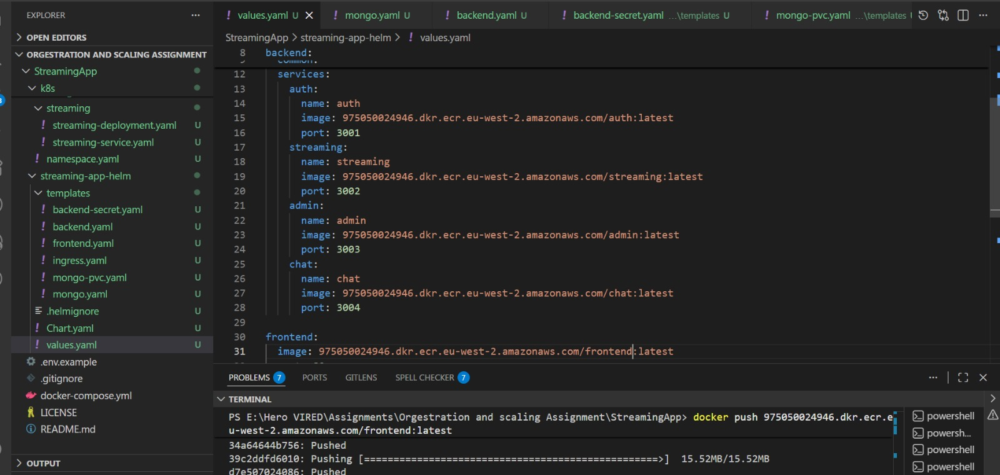 EXPLORER
OPEN EDITORS
ORGESTRATION AND SCALING ASSIGNMENT
StreamingApp
k8s
streaming
streaming-deployment.yaml U
streaming-service.yaml U
namespace.yaml U
streaming-app-helm
templates
backend-secret.yaml U
backend.yaml U
frontend.yaml U
ingress.yaml U
mongo-pvc.yaml U
mongo.yaml U
.helmignore U
Chart.yaml U
values.yaml U
.env.example
.gitignore
docker-compose.yml
LICENSE
README.md
OUTPUT
values.yaml U mongo.yaml U backend.yaml U backend-secret.yaml ...\templates U mongo-pvc.yaml ...\templates
StreamingApp > streaming-app-helm > values.yaml
8 backend:
9 common:
12 services:
13 auth:
14 name: auth
15 image: 975050024946.dkr.ecr.eu-west-2.amazonaws.com/auth:latest
16 port: 3001
17 streaming:
18 name: streaming
19 image: 975050024946.dkr.ecr.eu-west-2.amazonaws.com/streaming:latest
20 port: 3002
21 admin:
22 name: admin
23 image: 975050024946.dkr.ecr.eu-west-2.amazonaws.com/admin:latest
24 port: 3003
25 chat:
26 name: chat
27 image: 975050024946.dkr.ecr.eu-west-2.amazonaws.com/chat:latest
28 port: 3004
29
30 frontend:
31 image: 975050024946.dkr.ecr.eu-west-2.amazonaws.com/frontend:latest
PROBLEMS 7 PORTS GITLENS SPELL CHECKER 7
TERMINAL
PS E:\Hero VIRED\Assignments\Orgestration and scaling Assignment\StreamingApp> docker push 975050024946.dkr.ecr.e
u-west-2.amazonaws.com/frontend:latest
34a64644b756: Pushed
39c2ddfd6010: Pushing [==================================================>] 15.52MB/15.52MB
d7e507024086: Pushed
powershell
powersh...
powershell
powershell